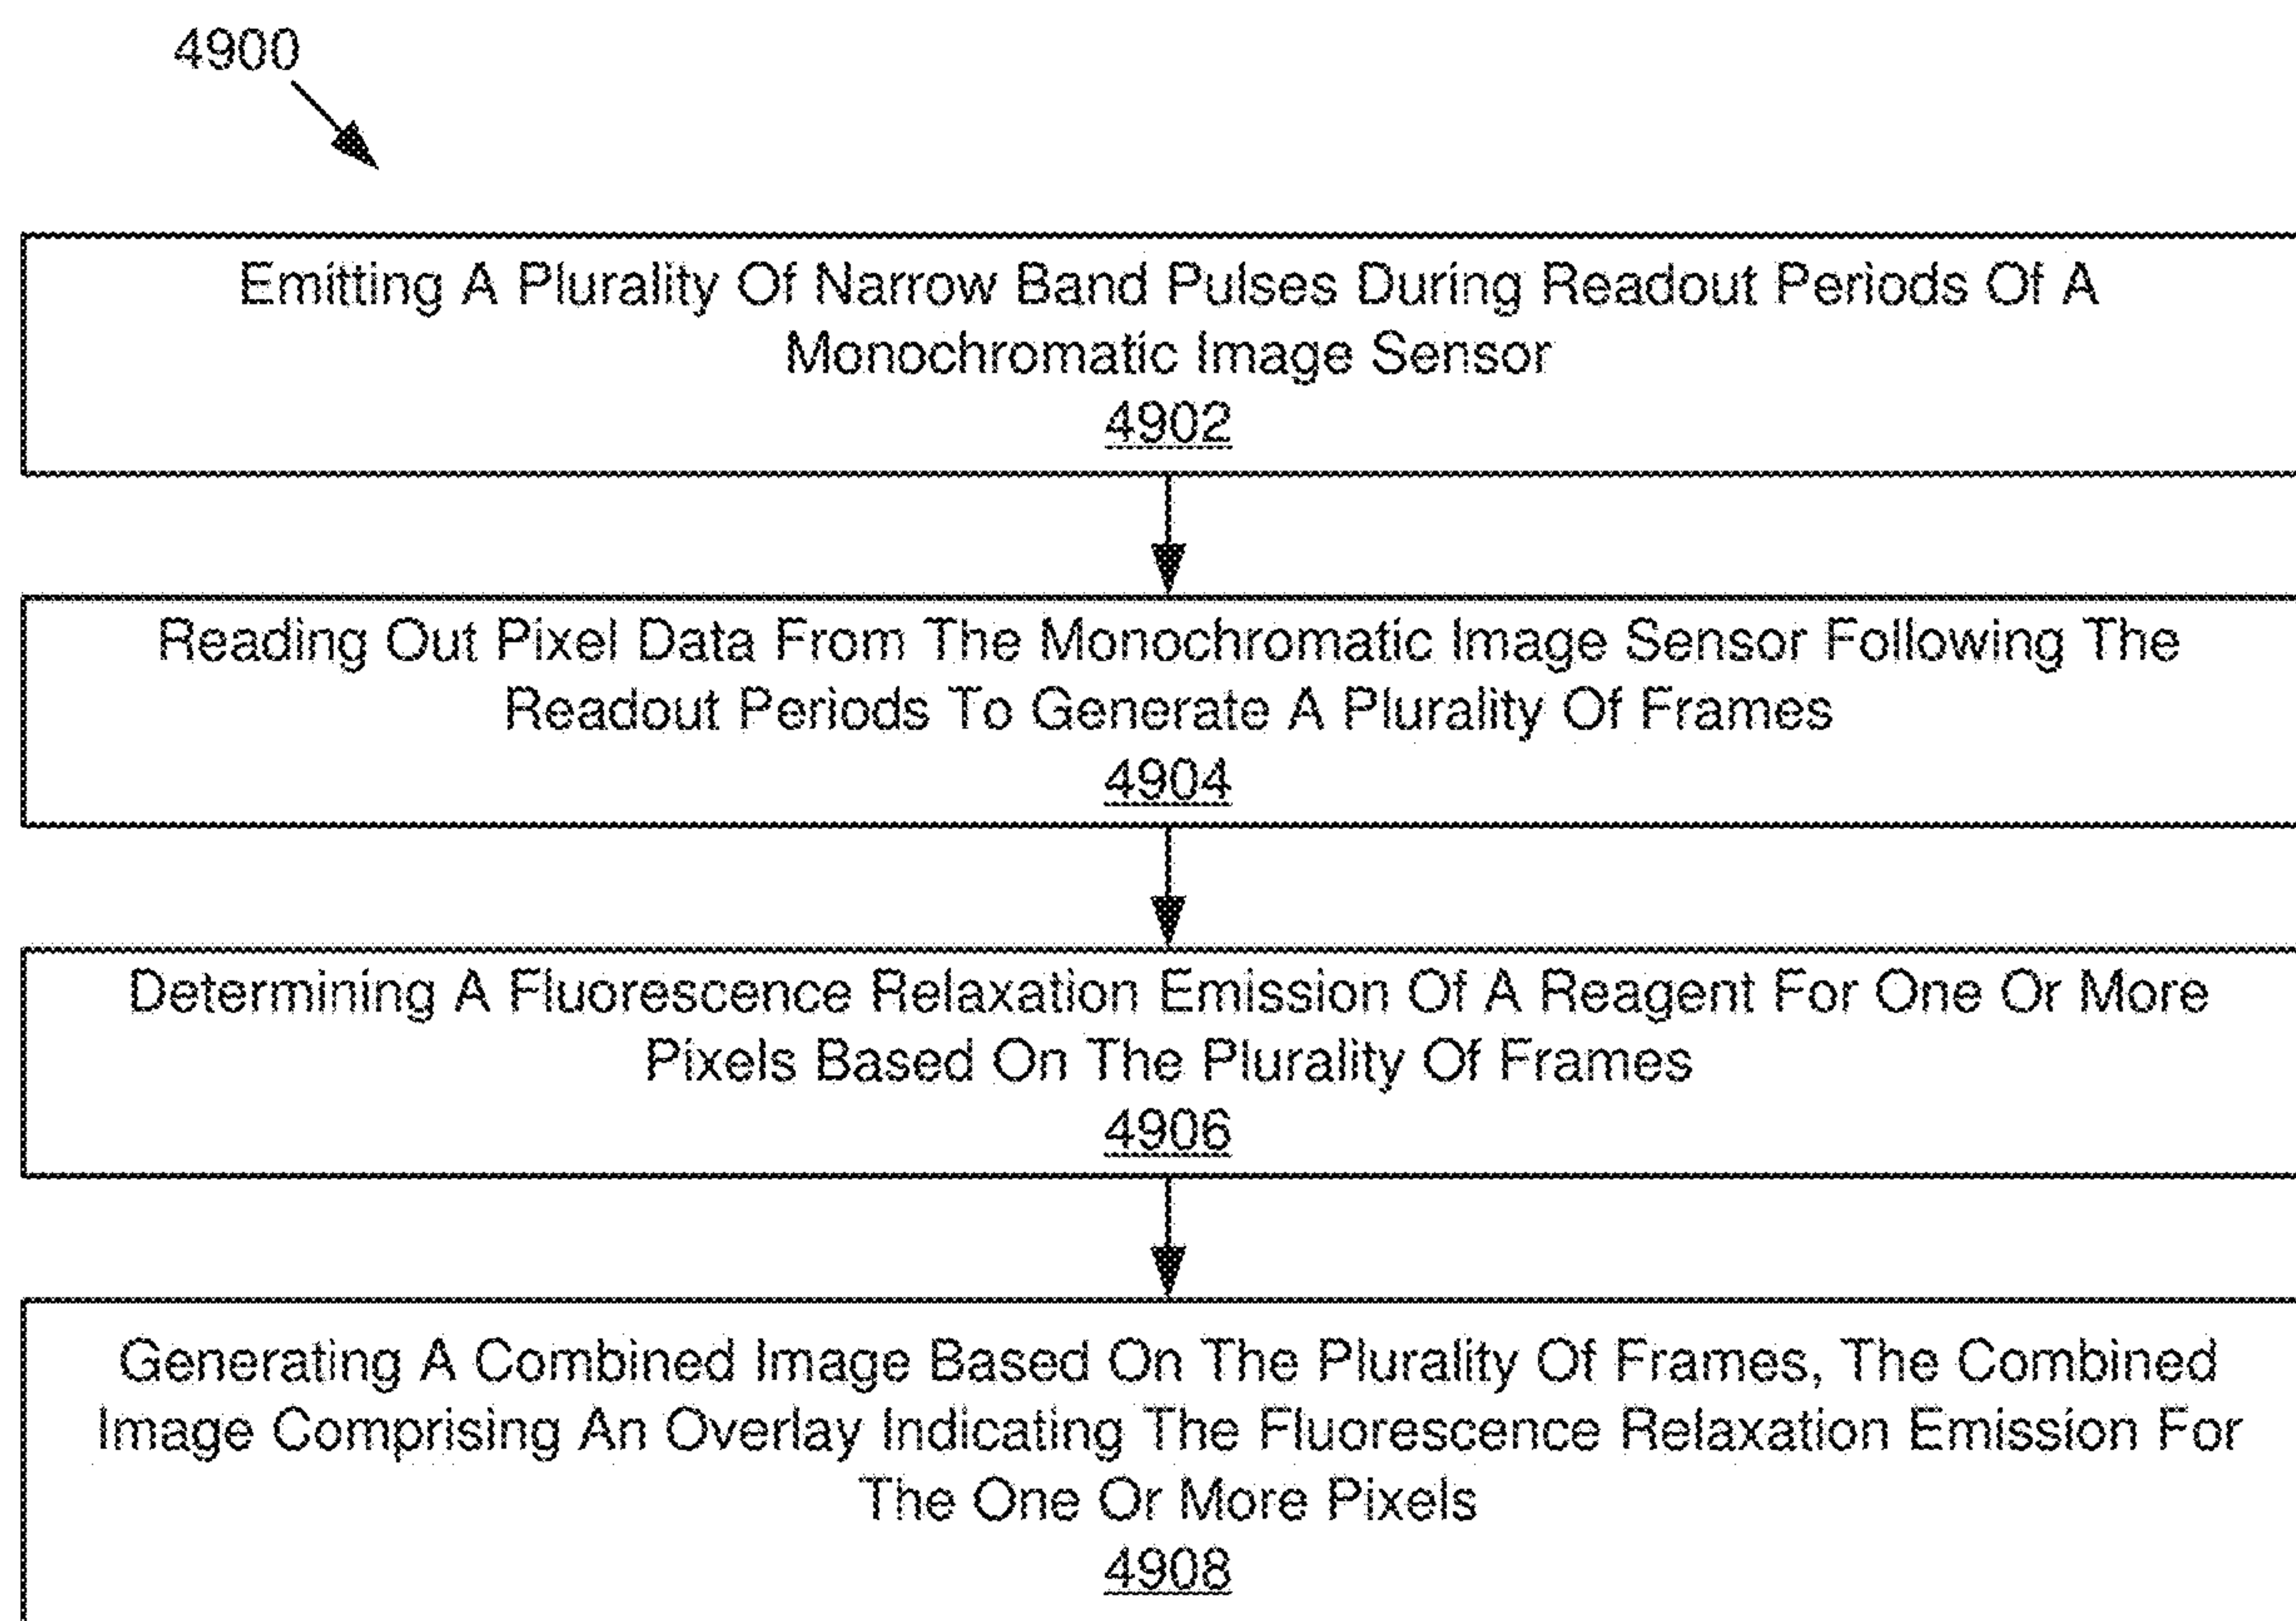 4900
Emitting A Plurality Of Narrow Band Pulses During Readout Periods Of A
Monochromatic Image Sensor
4902
Reading Out Pixel Data From The Monochromatic Image Sensor Following The
Readout Periods To Generate A Plurality Of Frames
4904
Determining A Fluorescence Relaxation Emission Of A Reagent For One Or More
Pixels Based On The Plurality Of Frames
4906
Generating A Combined Image Based On The Plurality Of Frames, The Combined
Image Comprising An Overlay Indicating The Fluorescence Relaxation Emission For
The One Or More Pixels
4908